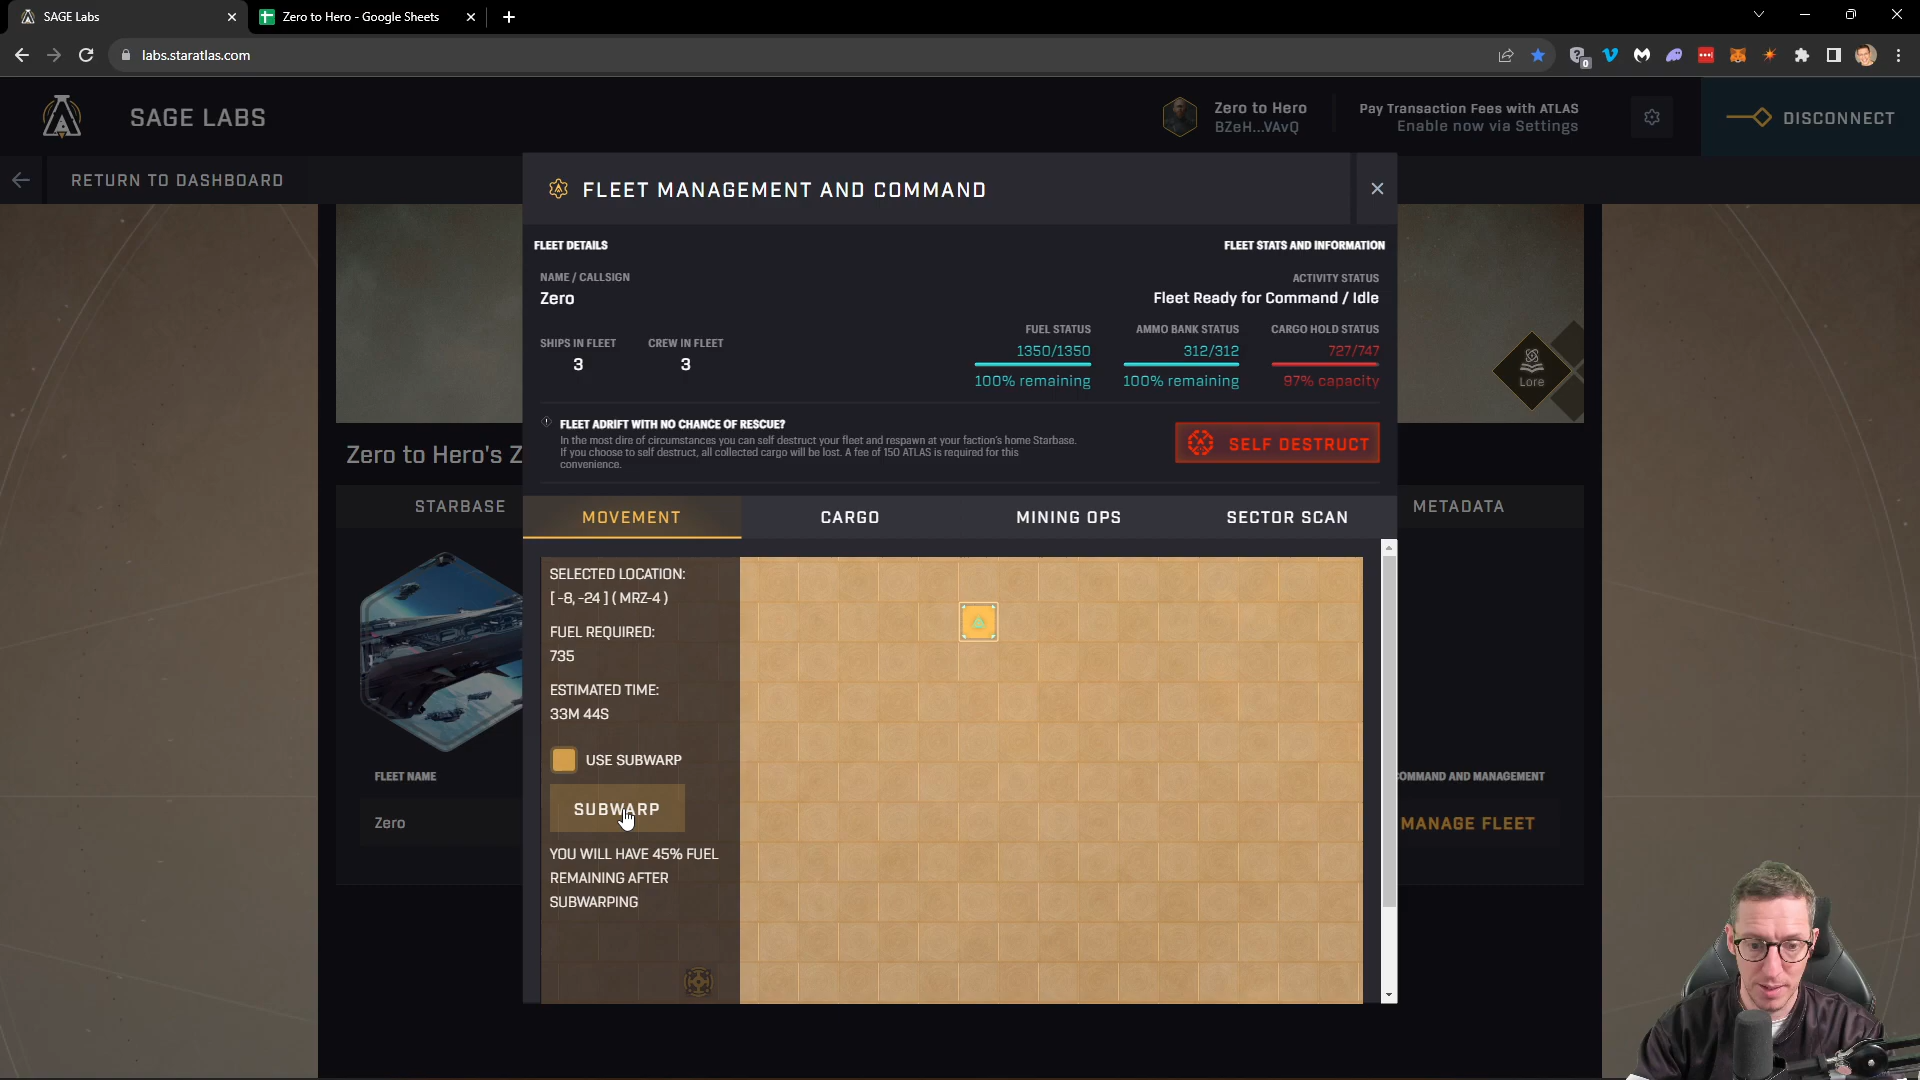 SAGE Labs
Zero to Hero - Google Sheets
labs.staratlas.com
0
SAGE LABS
Zero to Hero
BZeH...VAvQ
Pay Transaction Fees with ATLAS
Enable now via Settings
DISCONNECT
RETURN TO DASHBOARD
FLEET MANAGEMENT AND COMMAND
FLEET DETAILS
FLEET STATS AND INFORMATION
NAME / CALLSIGN
Zero
ACTIVITY STATUS
Fleet Ready for Command / Idle
SHIPS IN FLEET
3
CREW IN FLEET
3
FUEL STATUS
1350/1350
100% remaining
AMMO BANK STATUS
312/312
100% remaining
CARGO HOLD STATUS
727/747
97% capacity
Lore
FLEET ADRIFT WITH NO CHANCE OF RESCUE?
In the most dire of circumstances you can self destruct your fleet and respawn at your faction's home Starbase.
If you choose to self destruct, all collected cargo will be lost. A fee of 150 ATLAS is required for this
convenience.
SELF DESTRUCT
Zero to Hero's Z
STARBASE
METADATA
MOVEMENT
CARGO
MINING OPS
SECTOR SCAN
SELECTED LOCATION:
[ -8, -24 ] ( MRZ-4 )
FUEL REQUIRED:
735
ESTIMATED TIME:
33M 44S
USE SUBWARP
SUBWARP
YOU WILL HAVE 45% FUEL
REMAINING AFTER
SUBWARPING
FLEET NAME
Zero
COMMAND AND MANAGEMENT
MANAGE FLEET